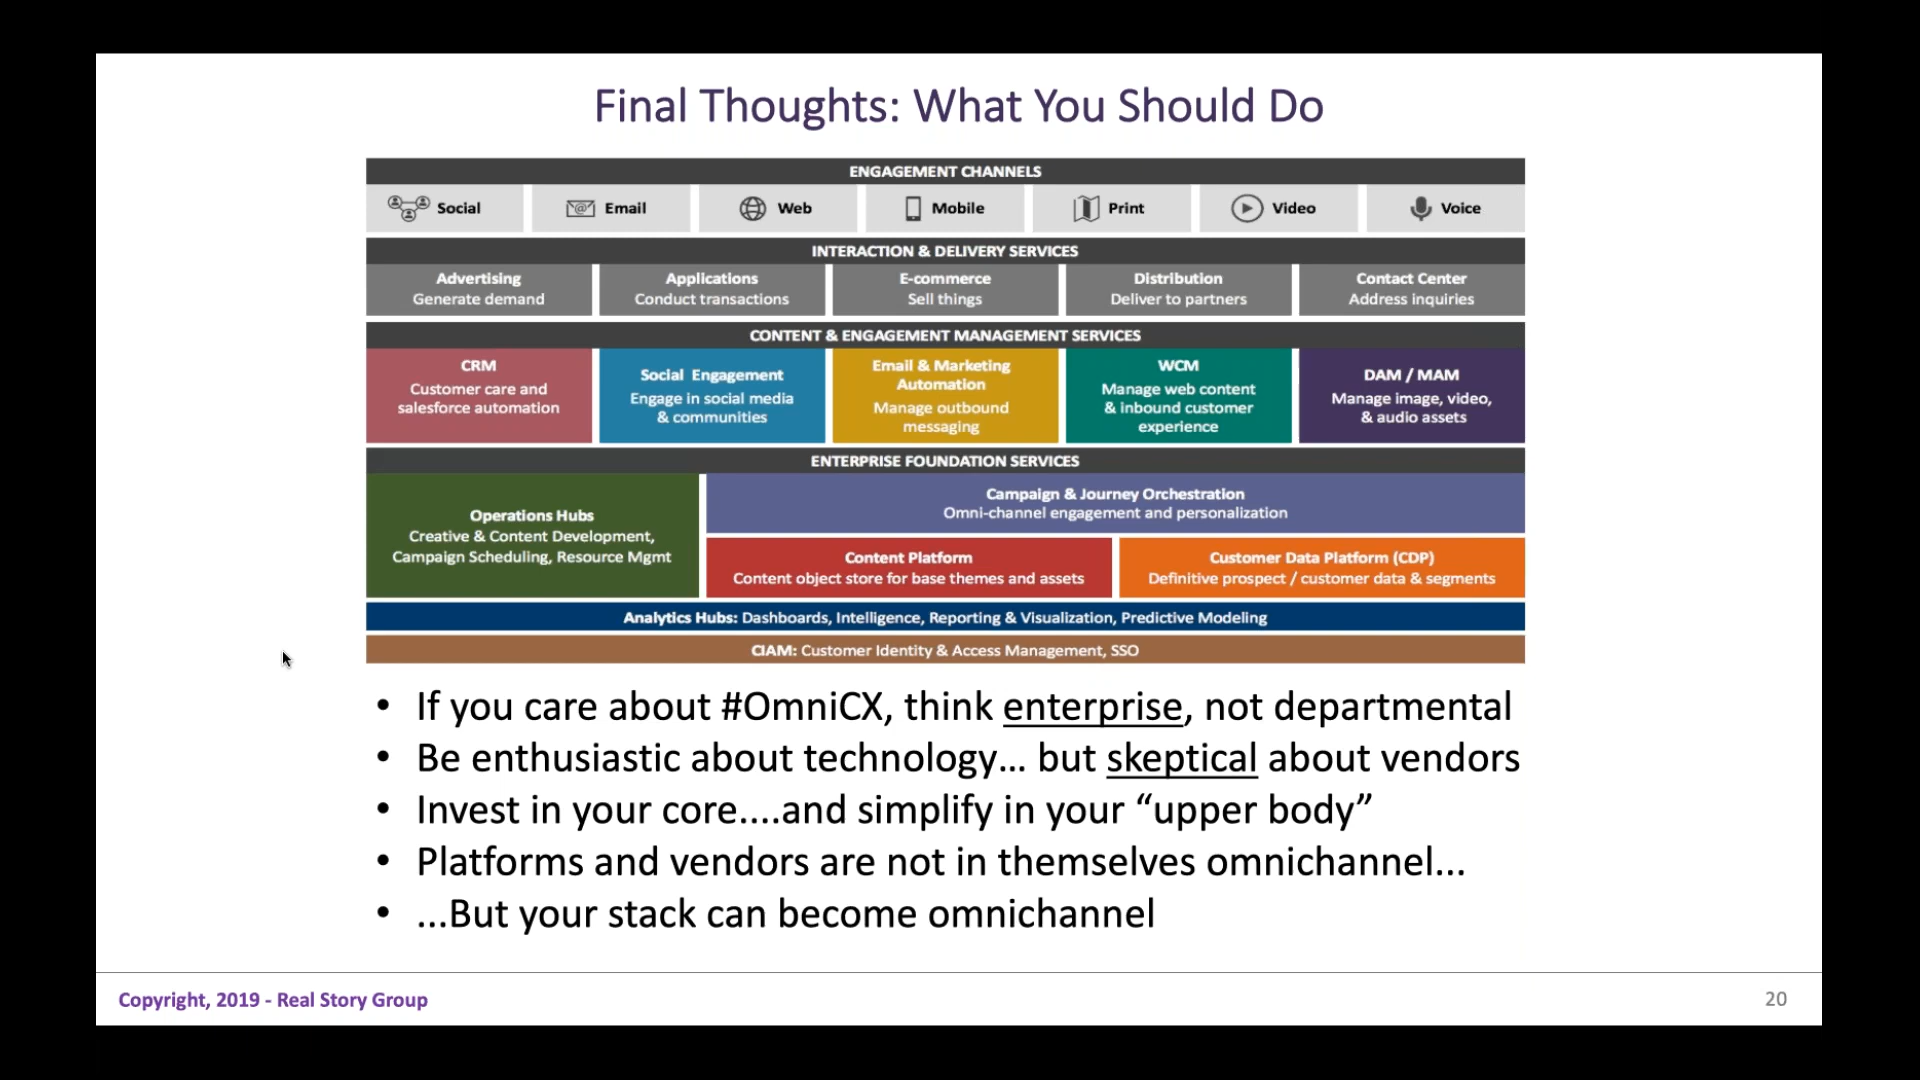 Final Thoughts: What You Should Do
ENGAGEMENT CHANNELS
Social
Email
Web
Mobile
Print
Video
Voice
INTERACTION & DELIVERY SERVICES
Advertising
Generate demand
Applications
Conduct transactions
E-commerce
Sell things
Distribution
Deliver to partners
Contact Center
Address inquiries
CONTENT & ENGAGEMENT MANAGEMENT SERVICES
CRM
Customer care and
salesforce automation
Social Engagement
Engage in social media
& communities
Email & Marketing
Automation
Manage outbound
messaging
WCM
Manage web content
& inbound customer
experience
DAM / MAM
Manage image, video,
& audio assets
ENTERPRISE FOUNDATION SERVICES
Operations Hubs
Creative & Content Development,
Campaign Scheduling, Resource Mgmt
Campaign & Journey Orchestration
Omni-channel engagement and personalization
Content Platform
Content object store for base themes and assets
Customer Data Platform (CDP)
Definitive prospect / customer data & segments
Analytics Hubs: Dashboards, Intelligence, Reporting & Visualization, Predictive Modeling
CIAM: Customer Identity & Access Management, SSO
• If you care about #OmniCX, think enterprise, not departmental
• Be enthusiastic about technology... but skeptical about vendors
• Invest in your core....and simplify in your “upper body”
• Platforms and vendors are not in themselves omnichannel...
• ...But your stack can become omnichannel
Copyright, 2019 - Real Story Group
20